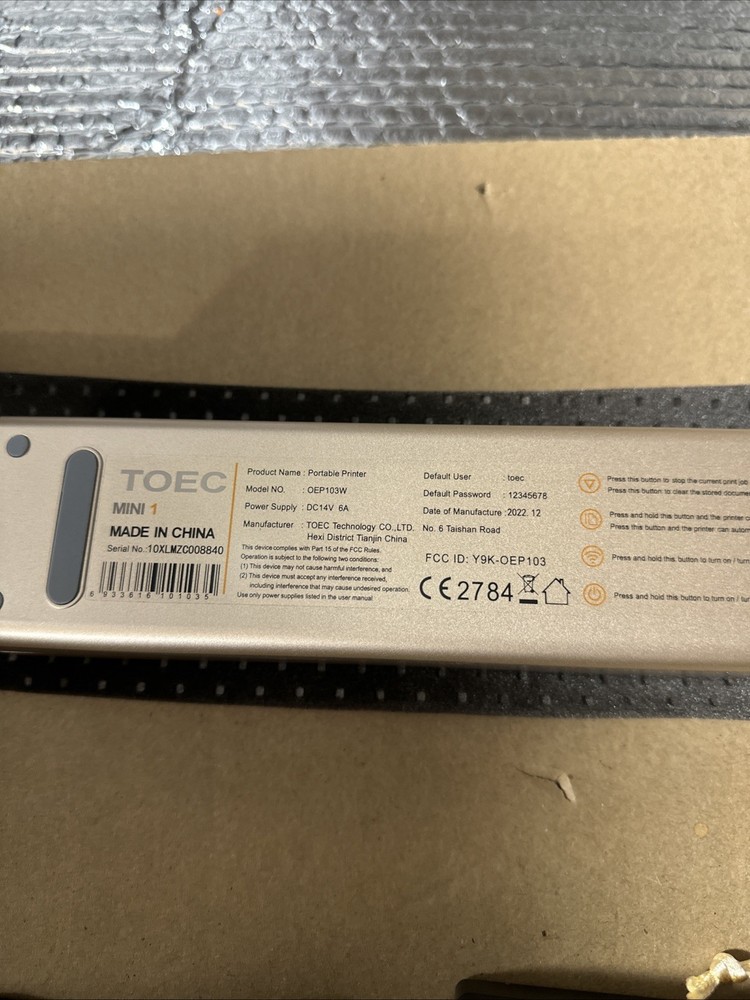 TOEC
MINI 1
MADE IN CHINA
Serial No.:10XLMZC008840
6 933616 101035
Product Name : Portable Printer
Model NO. : OEP103W
Power Supply : DC14V 6A
Manufacturer : TOEC Technology CO.,LTD.
Hexi District Tianjin China
This device complies with Part 15 of the FCC Rules.
Operation is subject to the following two conditions:
(1) This device may not cause harmful interference, and
(2) This device must accept any interference received,
including interference that may cause undesired operation.
Use only power supplies listed in the user manual
Default User : toec
Default Password : 12345678
Date of Manufacture :2022. 12
No. 6 Taishan Road
FCC ID: Y9K-OEP103
CE 2784
Press this button to stop the current print job
Press this button to clear the stored docume
Press and hold this button and the printer
Press this button and the printer can autom
Press and hold this button to turn on / tur
Press and hold this button to turn on / tur